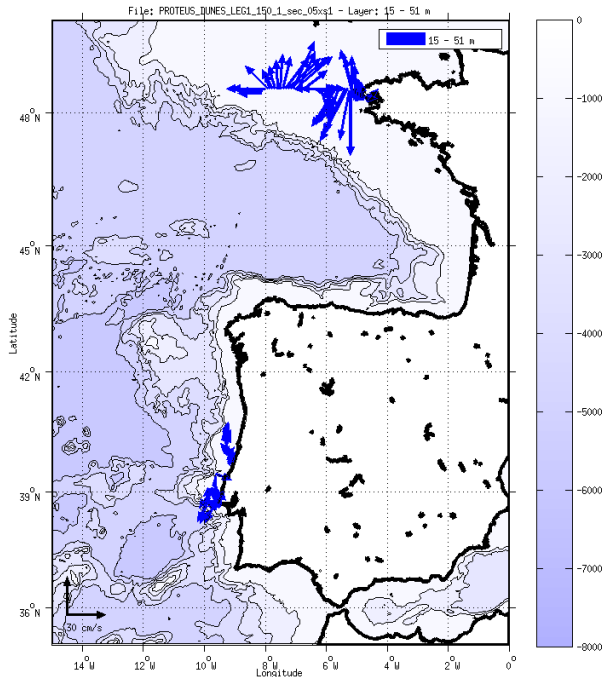 File: PROTEUS_DUNES_LEG1_150_1_sec_05xs1 - Layer: 15 - 51 m
15 - 51 m
48° N
45° N
42° N
39° N
36° N
Latitude
30 cm/s
14° W
12° W
10° W
8° W
6° W
4° W
2° W
0°
Longitude
0
-1000
-2000
-3000
-4000
-5000
-6000
-7000
-8000